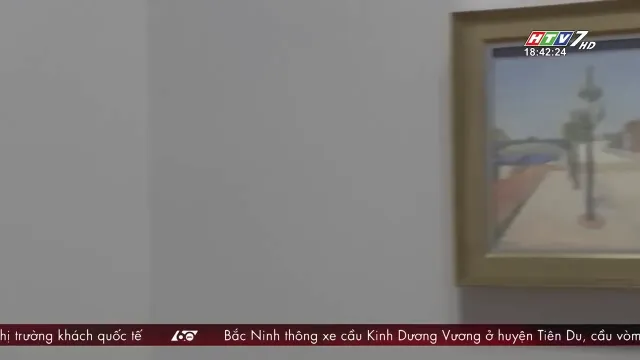 HTV7 HD
18:42:24
hị trường khách quốc tế 60 Bắc Ninh thông xe cầu Kinh Dương Vương ở huyện Tiên Du, cầu vòm